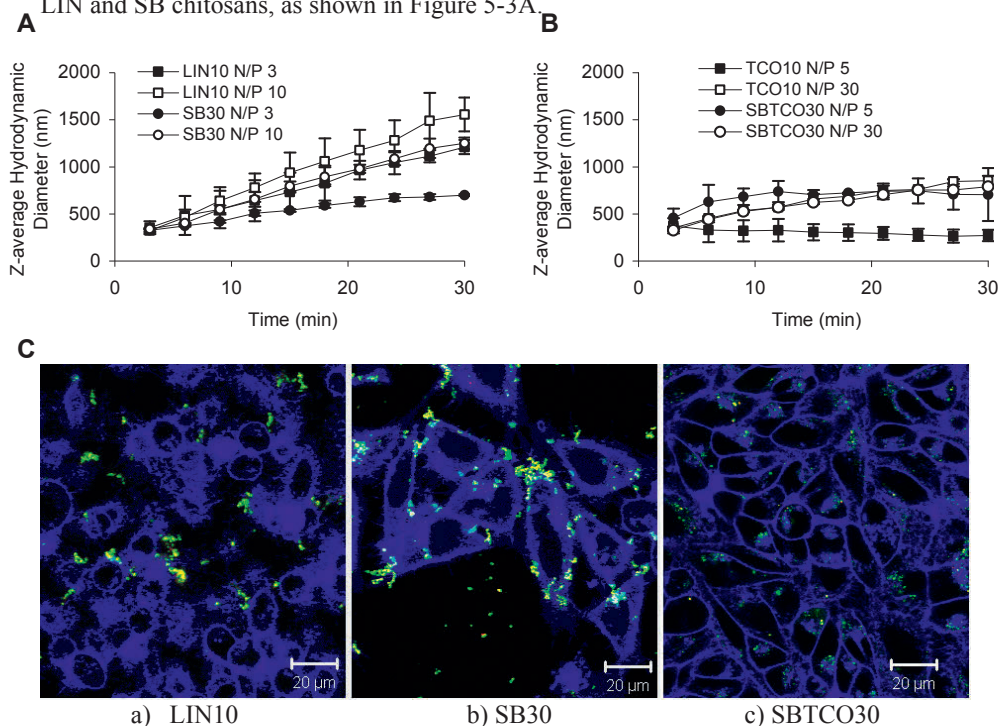 LIN and SB chitosans, as shown in Figure 5-3A.
A
Z-average Hydrodynamic
Diameter (nm)
2000
1500
1000
500
0
LIN10 N/P 3
LIN10 N/P 10
SB30 N/P 3
SB30 N/P 10
0 10 20 30
Time (min)
B
Z-average Hydrodynamic
Diameter (nm)
2000
1500
1000
500
0
TCO10 N/P 5
TCO10 N/P 30
SBTCO30 N/P 5
SBTCO30 N/P 30
0 10 20 30
Time (min)
C
20 µm
20 µm
20 µm
a) LIN10
b) SB30
c) SBTCO30